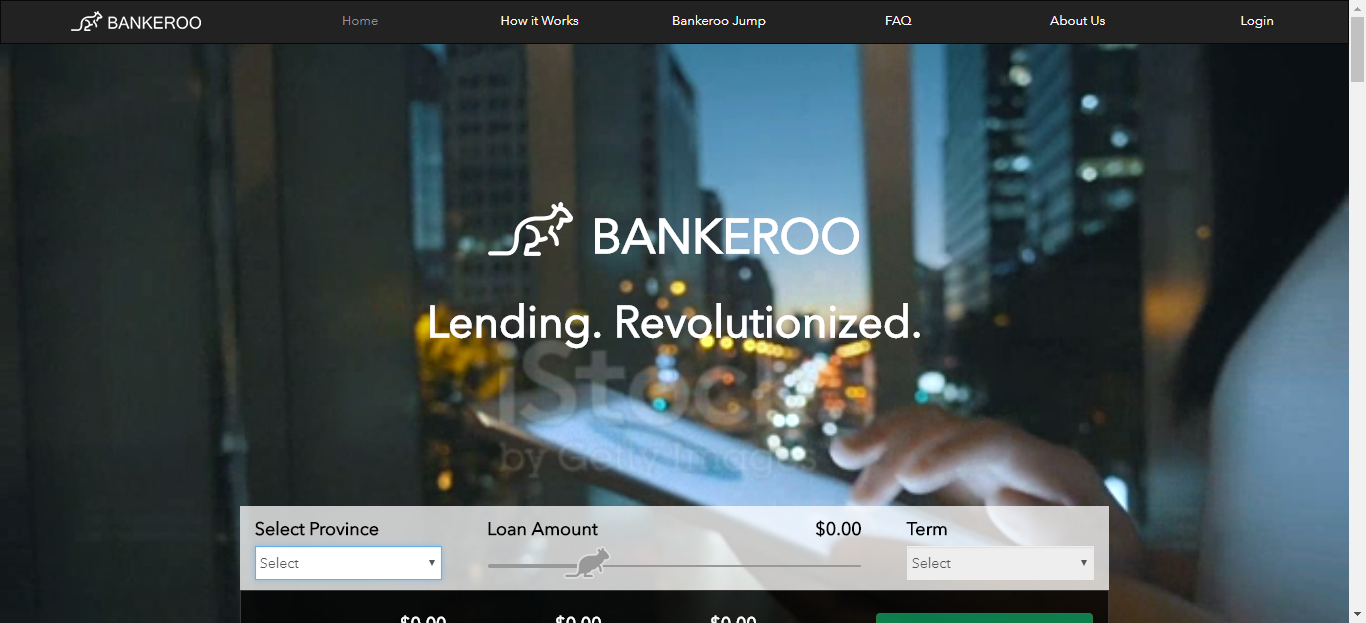 BANKEROO
Home
How it Works
Bankeroo Jump
FAQ
About Us
Login
BANKEROO
Lending. Revolutionized.
iStock
by Getty Images
Select Province
Loan Amount
$0.00
Term
Select
Select
$0.00
$0.00
$0.00